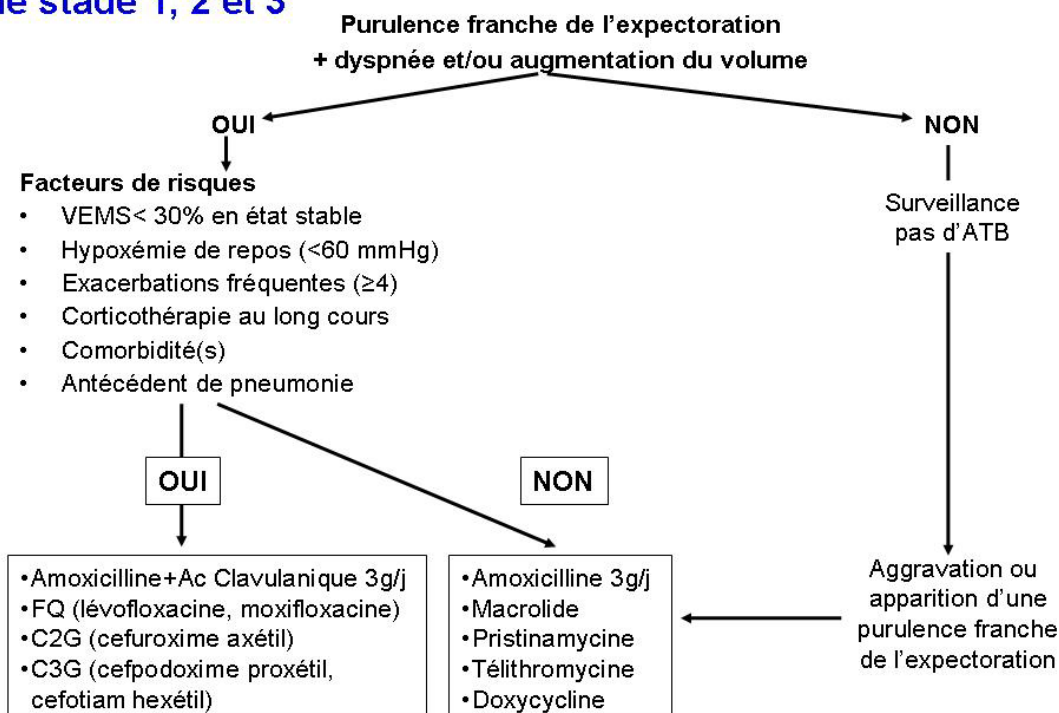 de stade 1, 2 et 3
Purulence franche de l'expectoration
+ dyspnée et/ou augmentation du volume
OUI
NON
Facteurs de risques
• VEMS< 30% en état stable
• Hypoxémie de repos (<60 mmHg)
• Exacerbations fréquentes (≥4)
• Corticothérapie au long cours
• Comorbidité(s)
• Antécédent de pneumonie
Surveillance
pas d'ATB
OUI
NON
•Amoxicilline+Ac Clavulanique 3g/j
•FQ (lévofloxacine, moxifloxacine)
•C2G (cefuroxime axétil)
•C3G (cefpodoxime proxétil,
cefotiam hexétil)
•Amoxicilline 3g/j
•Macrolide
•Pristinamycine
•Télithromycine
•Doxycycline
Aggravation ou
apparition d'une
purulence franche
de l'expectoration